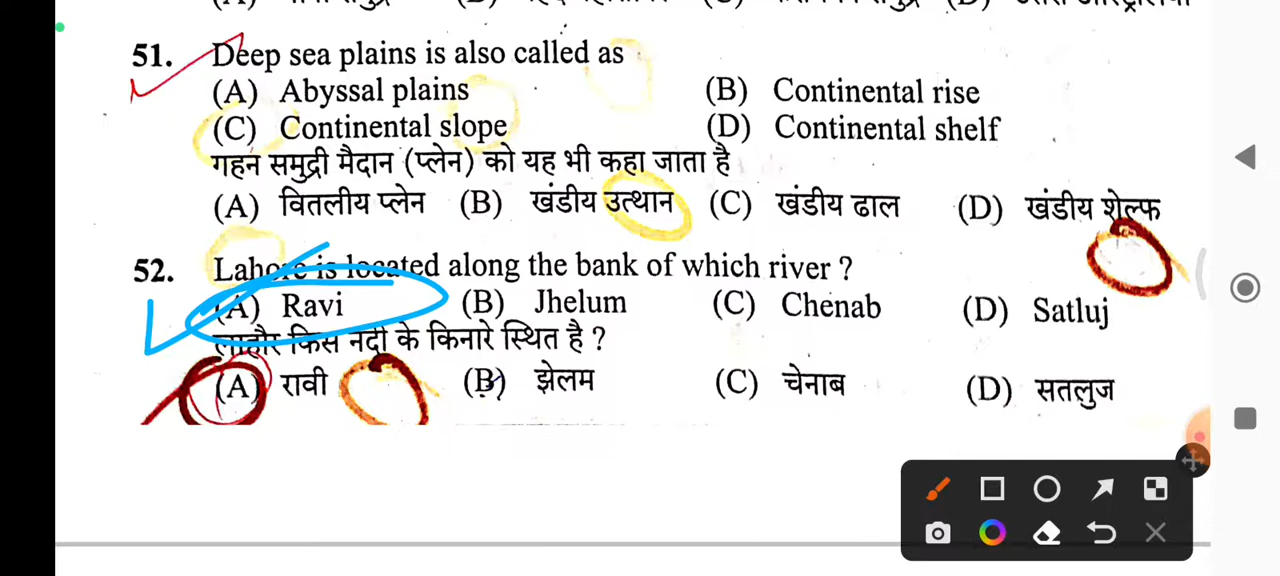 51. Deep sea plains is also called as
(A) Abyssal plains (B) Continental rise
(C) Continental slope (D) Continental shelf
गहन समुद्री मैदान (प्लेन) को यह भी कहा जाता है
(A) वितलीय प्लेन (B) खंडीय उत्थान (C) खंडीय ढाल (D) खंडीय शेल्फ
52. Lahore is located along the bank of which river ?
(A) Ravi (B) Jhelum (C) Chenab (D) Satluj
लाहौर किस नदी के किनारे स्थित है ?
(A) रावी (B) झेलम (C) चेनाब (D) सतलुज